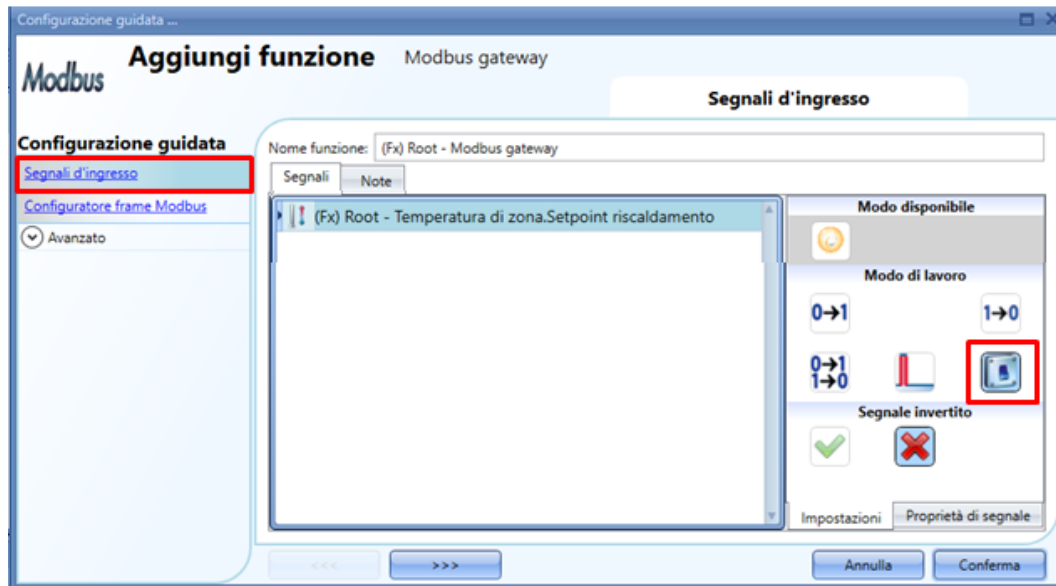 Configurazione guidata ...
Modbus
Aggiungi funzione Modbus gateway
Segnali d'ingresso
Configurazione guidata
Segnali d'ingresso
Configuratore frame Modbus
Avanzato
Nome funzione: (Fx) Root - Modbus gateway
Segnali Note
(Fx) Root - Temperatura di zona.Setpoint riscaldamento
Modo disponibile
Modo di lavoro
0→1 1→0
0→1
1→0
Segnale invertito
Impostazioni Proprietà di segnale
<<< >>> Annulla Conferma